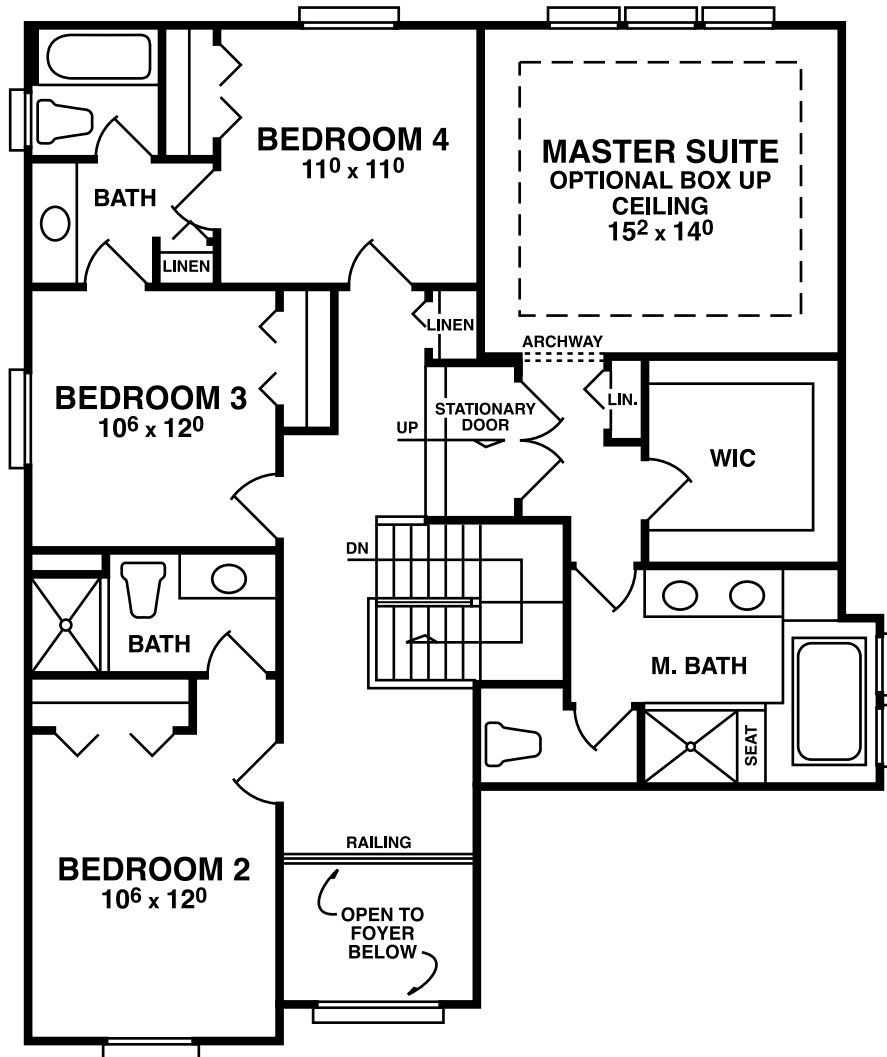 BEDROOM 4
11⁰ x 11⁰
MASTER SUITE
OPTIONAL BOX UP
CEILING
15² x 14⁰
BATH
LINEN
LINEN
ARCHWAY
BEDROOM 3
10⁶ x 12⁰
STATIONARY
DOOR
LIN.
UP
WIC
DN
BATH
M. BATH
SEAT
RAILING
BEDROOM 2
10⁶ x 12⁰
OPEN TO
FOYER
BELOW